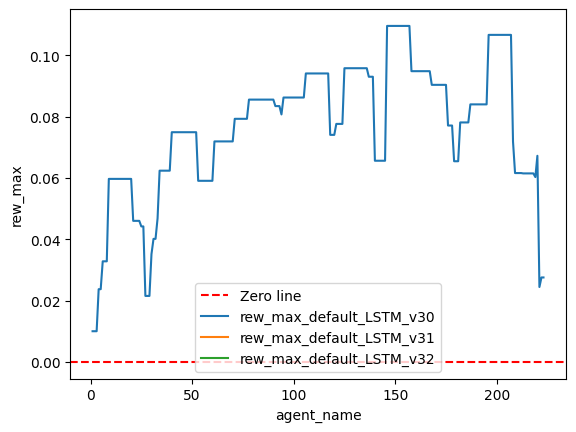 0.10
0.08
0.06
0.04
0.02
0.00
rew_max
Zero line
rew_max_default_LSTM_v30
rew_max_default_LSTM_v31
rew_max_default_LSTM_v32
0
50
100
150
200
agent_name